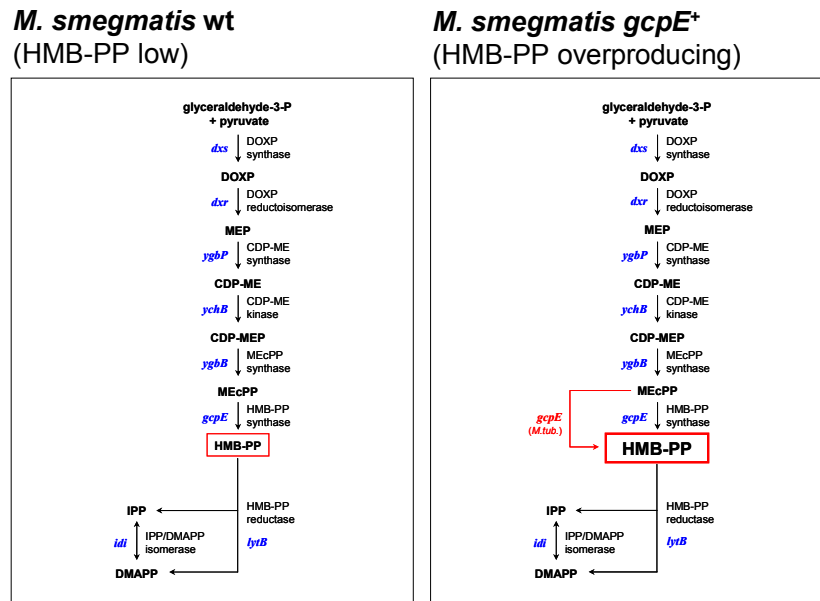 M. smegmatis wt
(HMB-PP low)
glyceraldehyde-3-P
+ pyruvate
dxs
DOXP
synthase
DOXP
dxr
DOXP
reductoisomerase
MEP
ygbP
CDP-ME
synthase
CDP-ME
ychB
CDP-ME
kinase
CDP-MEP
ygbB
MEcPP
synthase
MEcPP
gcpE
HMB-PP
synthase
HMB-PP
IPP
HMB-PP
reductase
idi
IPP/DMAPP
isomerase
lytB
DMAPP
M. smegmatis gcpE+
(HMB-PP overproducing)
glyceraldehyde-3-P
+ pyruvate
dxs
DOXP
synthase
DOXP
dxr
DOXP
reductoisomerase
MEP
ygbP
CDP-ME
synthase
CDP-ME
ychB
CDP-ME
kinase
CDP-MEP
ygbB
MEcPP
synthase
MEcPP
gcpE
(M.tub.)
gcpE
HMB-PP
synthase
HMB-PP
IPP
HMB-PP
reductase
idi
IPP/DMAPP
isomerase
lytB
DMAPP